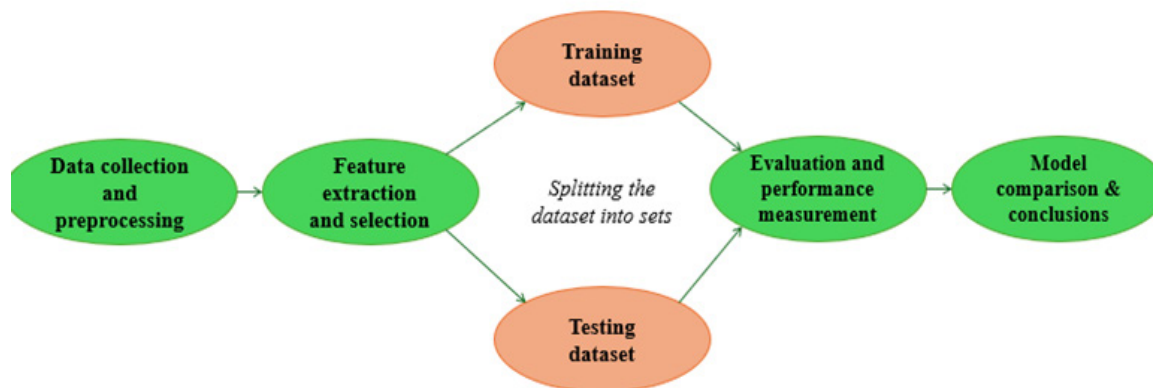 Training
dataset
Data collection
and
preprocessing
Feature
extraction
and selection
Splitting the
dataset into sets
Evaluation and
performance
measurement
Model
comparison &
conclusions
Testing
dataset